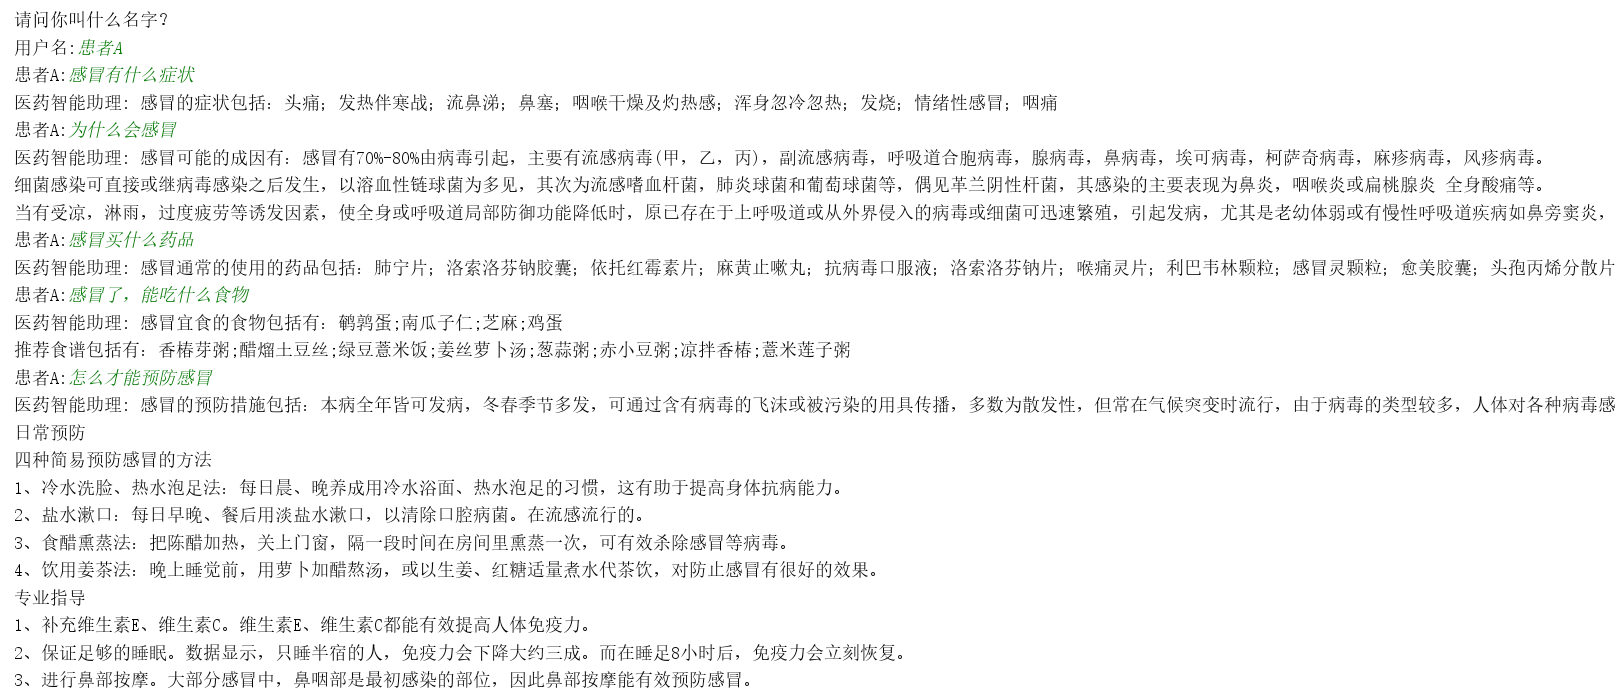 请问你叫什么名字?
用户名:患者A
患者A:感冒有什么症状
医药智能助理: 感冒的症状包括: 头痛; 发热伴寒战; 流鼻涕; 鼻塞; 咽喉干燥及灼热感; 浑身忽冷忽热; 发烧; 情绪性感冒; 咽痛
患者A:为什么会感冒
医药智能助理: 感冒可能的成因有: 感冒有70%-80%由病毒引起，主要有流感病毒(甲，乙，丙)，副流感病毒，呼吸道合胞病毒，腺病毒，鼻病毒，埃可病毒，柯萨奇病毒，麻疹病毒，风疹病毒。
细菌感染可直接或继病毒感染之后发生，以溶血性链球菌为多见，其次为流感嗜血杆菌，肺炎球菌和葡萄球菌等，偶见革兰阴性杆菌，其感染的主要表现为鼻炎，咽喉炎或扁桃腺炎 全身酸痛等。
当有受凉，淋雨，过度疲劳等诱发因素，使全身或呼吸道局部防御功能降低时，原已存在于上呼吸道或从外界侵入的病毒或细菌可迅速繁殖，引起发病，尤其是老幼体弱或有慢性呼吸道疾病如鼻旁窦炎，
患者A:感冒买什么药品
医药智能助理: 感冒通常的使用的药品包括: 肺宁片; 洛索洛芬钠胶囊; 依托红霉素片; 麻黄止嗽丸; 抗病毒口服液; 洛索洛芬钠片; 喉痛灵片; 利巴韦林颗粒; 感冒灵颗粒; 愈美胶囊; 头孢丙烯分散片
患者A:感冒了，能吃什么食物
医药智能助理: 感冒宜食的食物包括有: 鹌鹑蛋;南瓜子仁;芝麻;鸡蛋
推荐食谱包括有: 香椿芽粥;醋熘土豆丝;绿豆薏米饭;姜丝萝卜汤;葱蒜粥;赤小豆粥;凉拌香椿;薏米莲子粥
患者A:怎么才能预防感冒
医药智能助理: 感冒的预防措施包括: 本病全年皆可发病，冬春季节多发，可通过含有病毒的飞沫或被污染的用具传播，多数为散发性，但常在气候突变时流行，由于病毒的类型较多，人体对各种病毒感
日常预防
四种简易预防感冒的方法
1、冷水洗脸、热水泡足法: 每日晨、晚养成用冷水浴面、热水泡足的习惯，这有助于提高身体抗病能力。
2、盐水漱口: 每日早晚、餐后用淡盐水漱口，以清除口腔病菌。在流感流行的。
3、食醋熏蒸法: 把陈醋加热，关上门窗，隔一段时间在房间里熏蒸一次，可有效杀除感冒等病毒。
4、饮用姜茶法: 晚上睡觉前，用萝卜加醋熬汤，或以生姜、红糖适量煮水代茶饮，对防止感冒有很好的效果。
专业指导
1、补充维生素E、维生素C。维生素E、维生素C都能有效提高人体免疫力。
2、保证足够的睡眠。数据显示，只睡半宿的人，免疫力会下降大约三成。而在睡足8小时后，免疫力会立刻恢复。
3、进行鼻部按摩。大部分感冒中，鼻咽部是最初感染的部位，因此鼻部按摩能有效预防感冒。